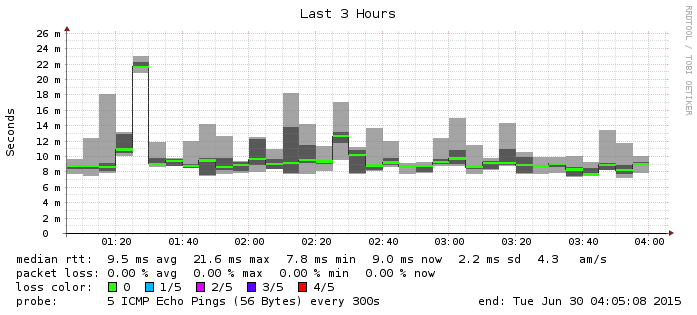 Last 3 Hours
RRDTOOL / TOBI OETIKER
Seconds
26 m
24 m
22 m
20 m
18 m
16 m
14 m
12 m
10 m
8 m
6 m
4 m
2 m
0
01:20 01:40 02:00 02:20 02:40 03:00 03:20 03:40 04:00
median rtt: 9.5 ms avg 21.6 ms max 7.8 ms min 9.0 ms now 2.2 ms sd 4.3 am/s
packet loss: 0.00 % avg 0.00 % max 0.00 % min 0.00 % now
loss color: 0 1/5 2/5 3/5 4/5
probe: 5 ICMP Echo Pings (56 Bytes) every 300s end: Tue Jun 30 04:05:08 2015